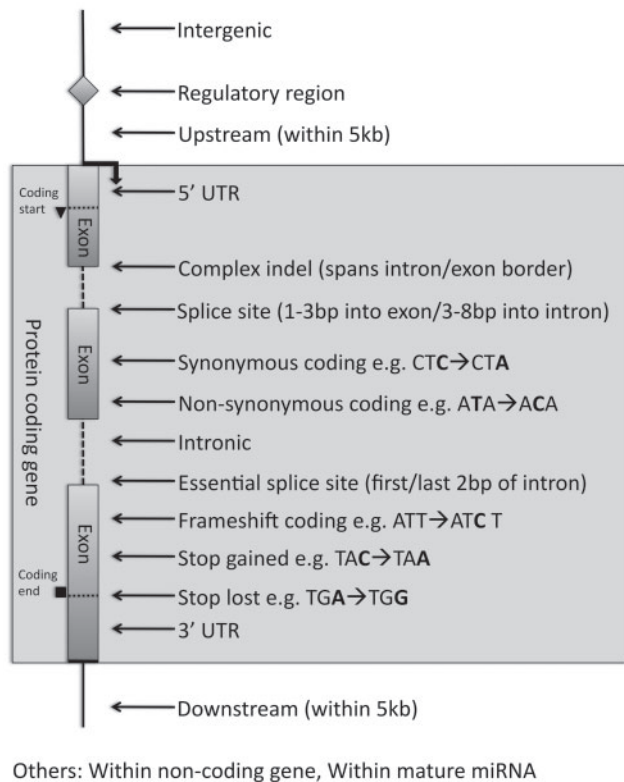 Intergenic
Regulatory region
Upstream (within 5kb)
5’ UTR
Coding
start
Exon
Complex indel (spans intron/exon border)
Splice site (1-3bp into exon/3-8bp into intron)
Exon
Synonymous coding e.g. CTC→CTA
Non-synonymous coding e.g. ATA→ACA
Protein coding gene
Intronic
Essential splice site (first/last 2bp of intron)
Exon
Frameshift coding e.g. ATT→ATC T
Stop gained e.g. TAC→TAA
Coding
end
Stop lost e.g. TGA→TGG
3’ UTR
Downstream (within 5kb)
Others: Within non-coding gene, Within mature miRNA